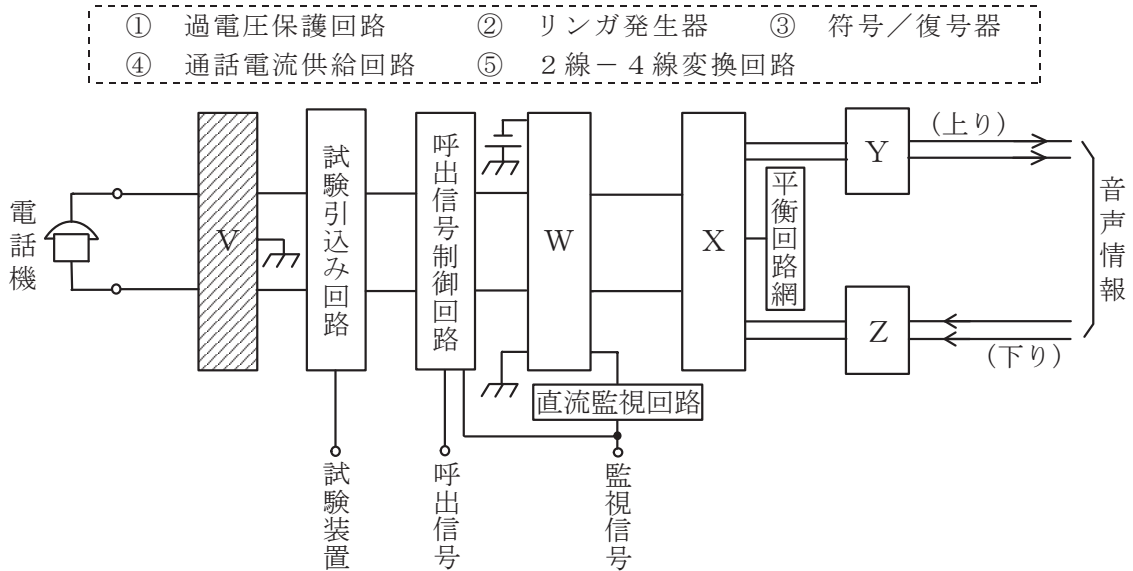 ① 過電圧保護回路 ② リンガ発生器 ③ 符号／復号器
④ 通話電流供給回路 ⑤ ２線－４線変換回路
電話機
V
試験引込み回路
呼出信号制御回路
W
X
平衡回路網
Y
(上り)
Z
(下り)
音声情報
直流監視回路
試験装置
呼出信号
監視信号